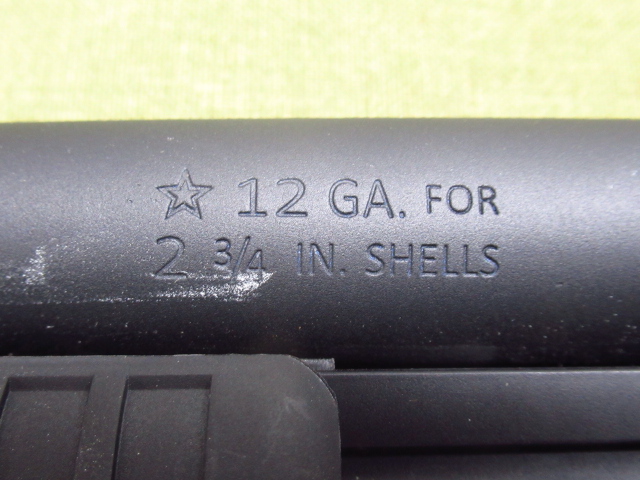 ☆ 12 GA. FOR
2 3/4 IN. SHELLS